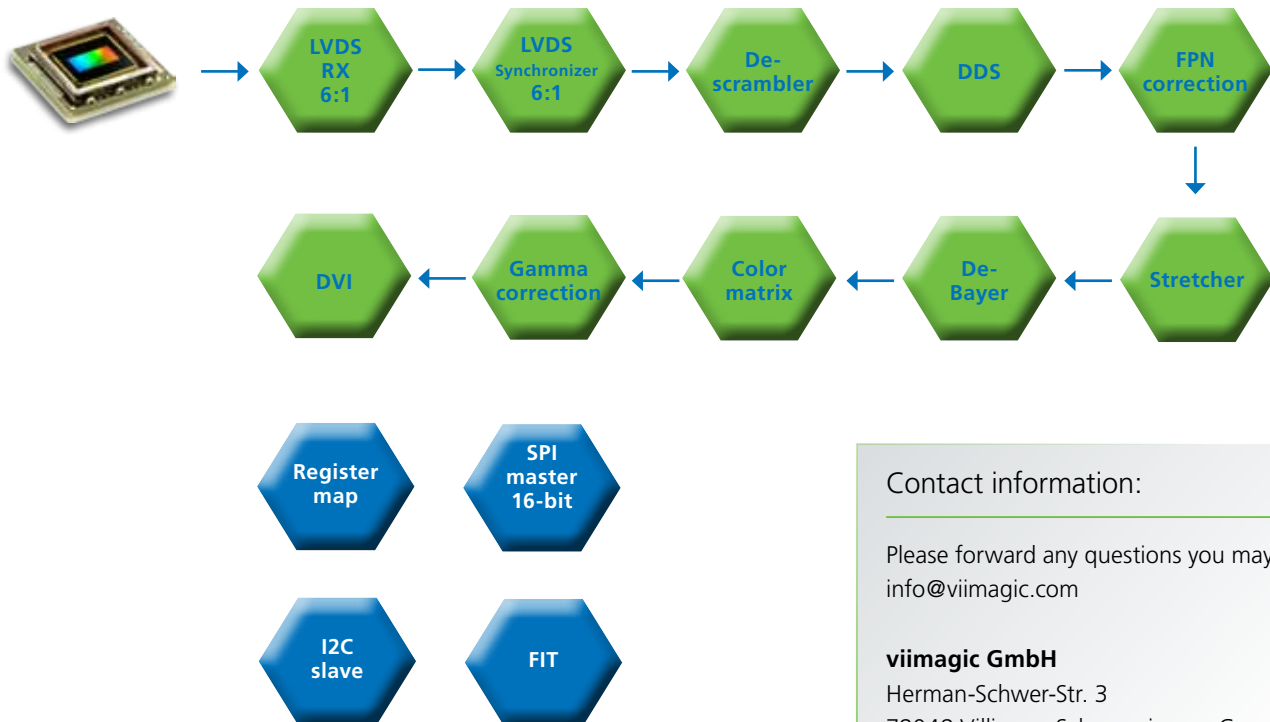 LVDS
RX
6:1
LVDS
Synchronizer
6:1
De-
scrambler
DDS
FPN
correction
DVI
Gamma
correction
Color
matrix
De-
Bayer
Stretcher
Register
map
SPI
master
16-bit
I2C
slave
FIT
Contact information:
Please forward any questions you may
info@viimagic.com
viimagic GmbH
Herman-Schwer-Str. 3